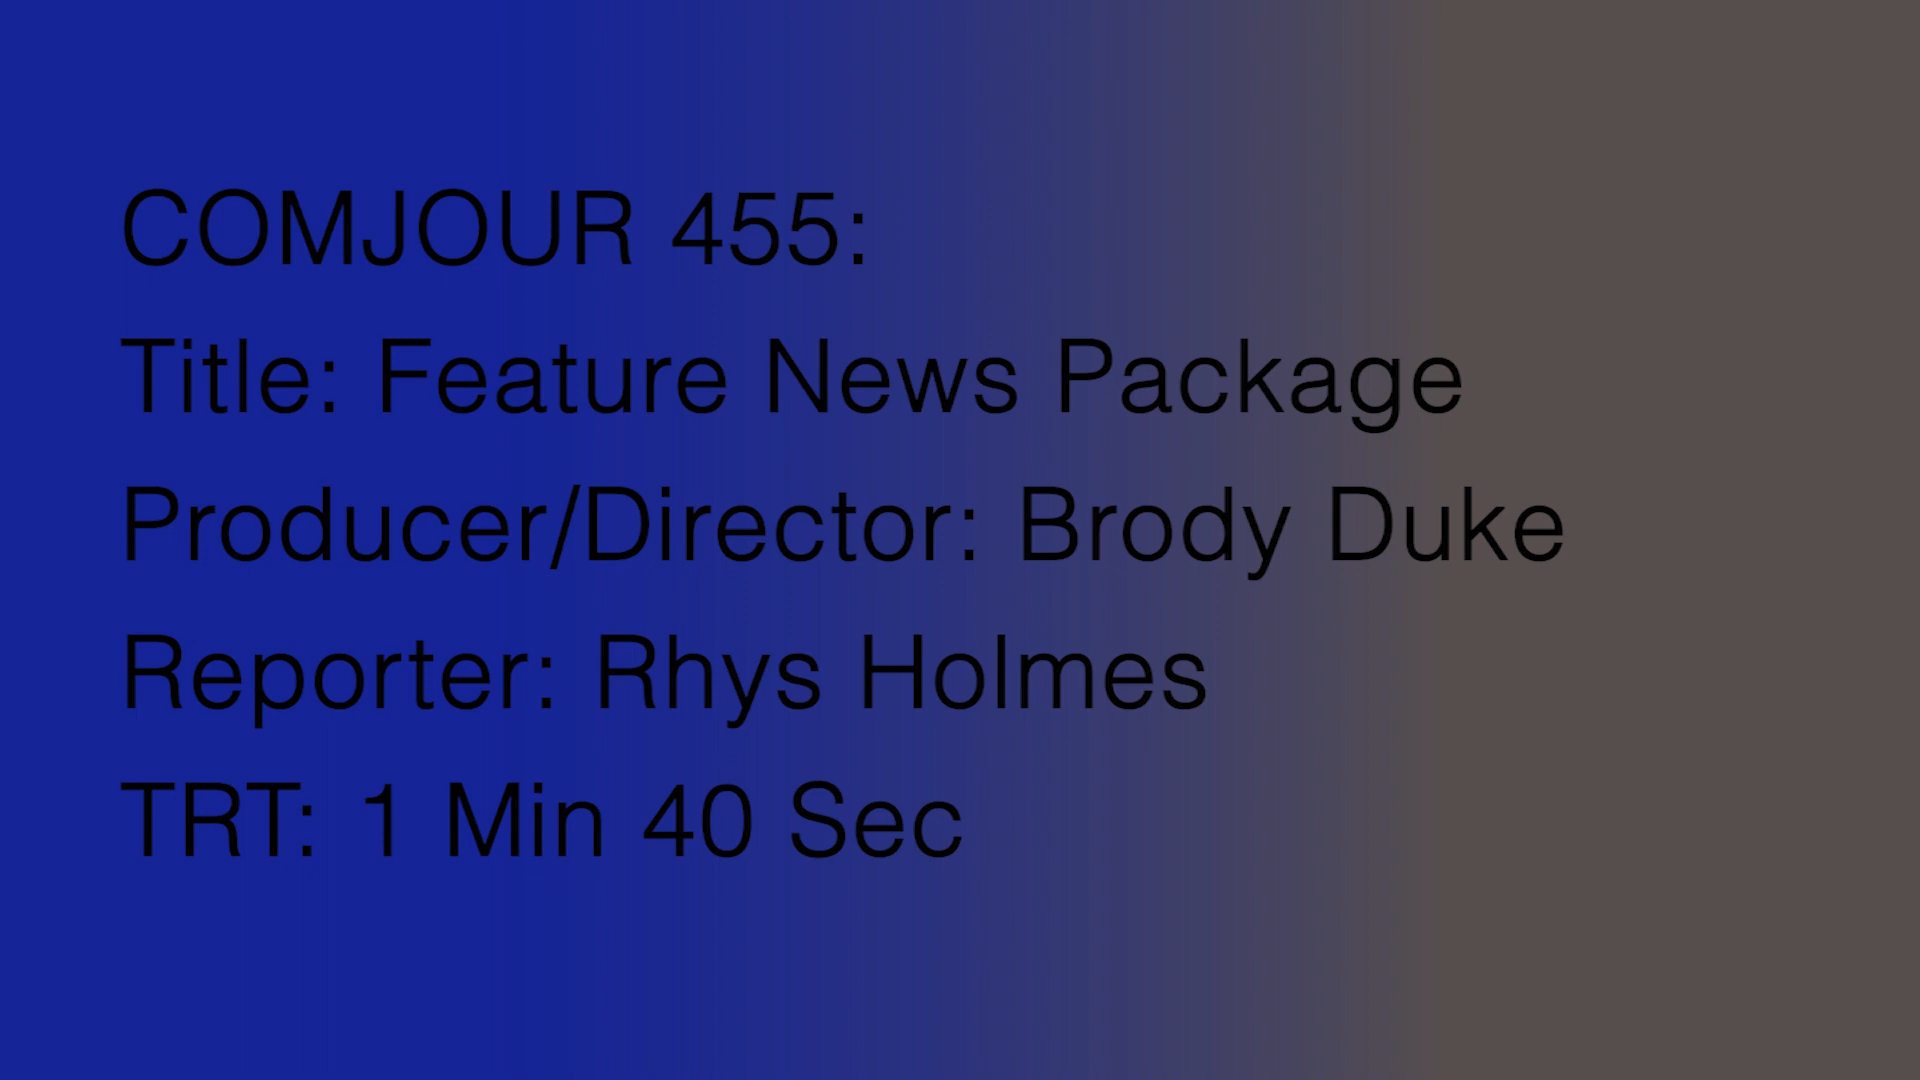 COMJOUR 455:
Title: Feature News Package
Producer/Director: Brody Duke
Reporter: Rhys Holmes
TRT: 1 Min 40 Sec